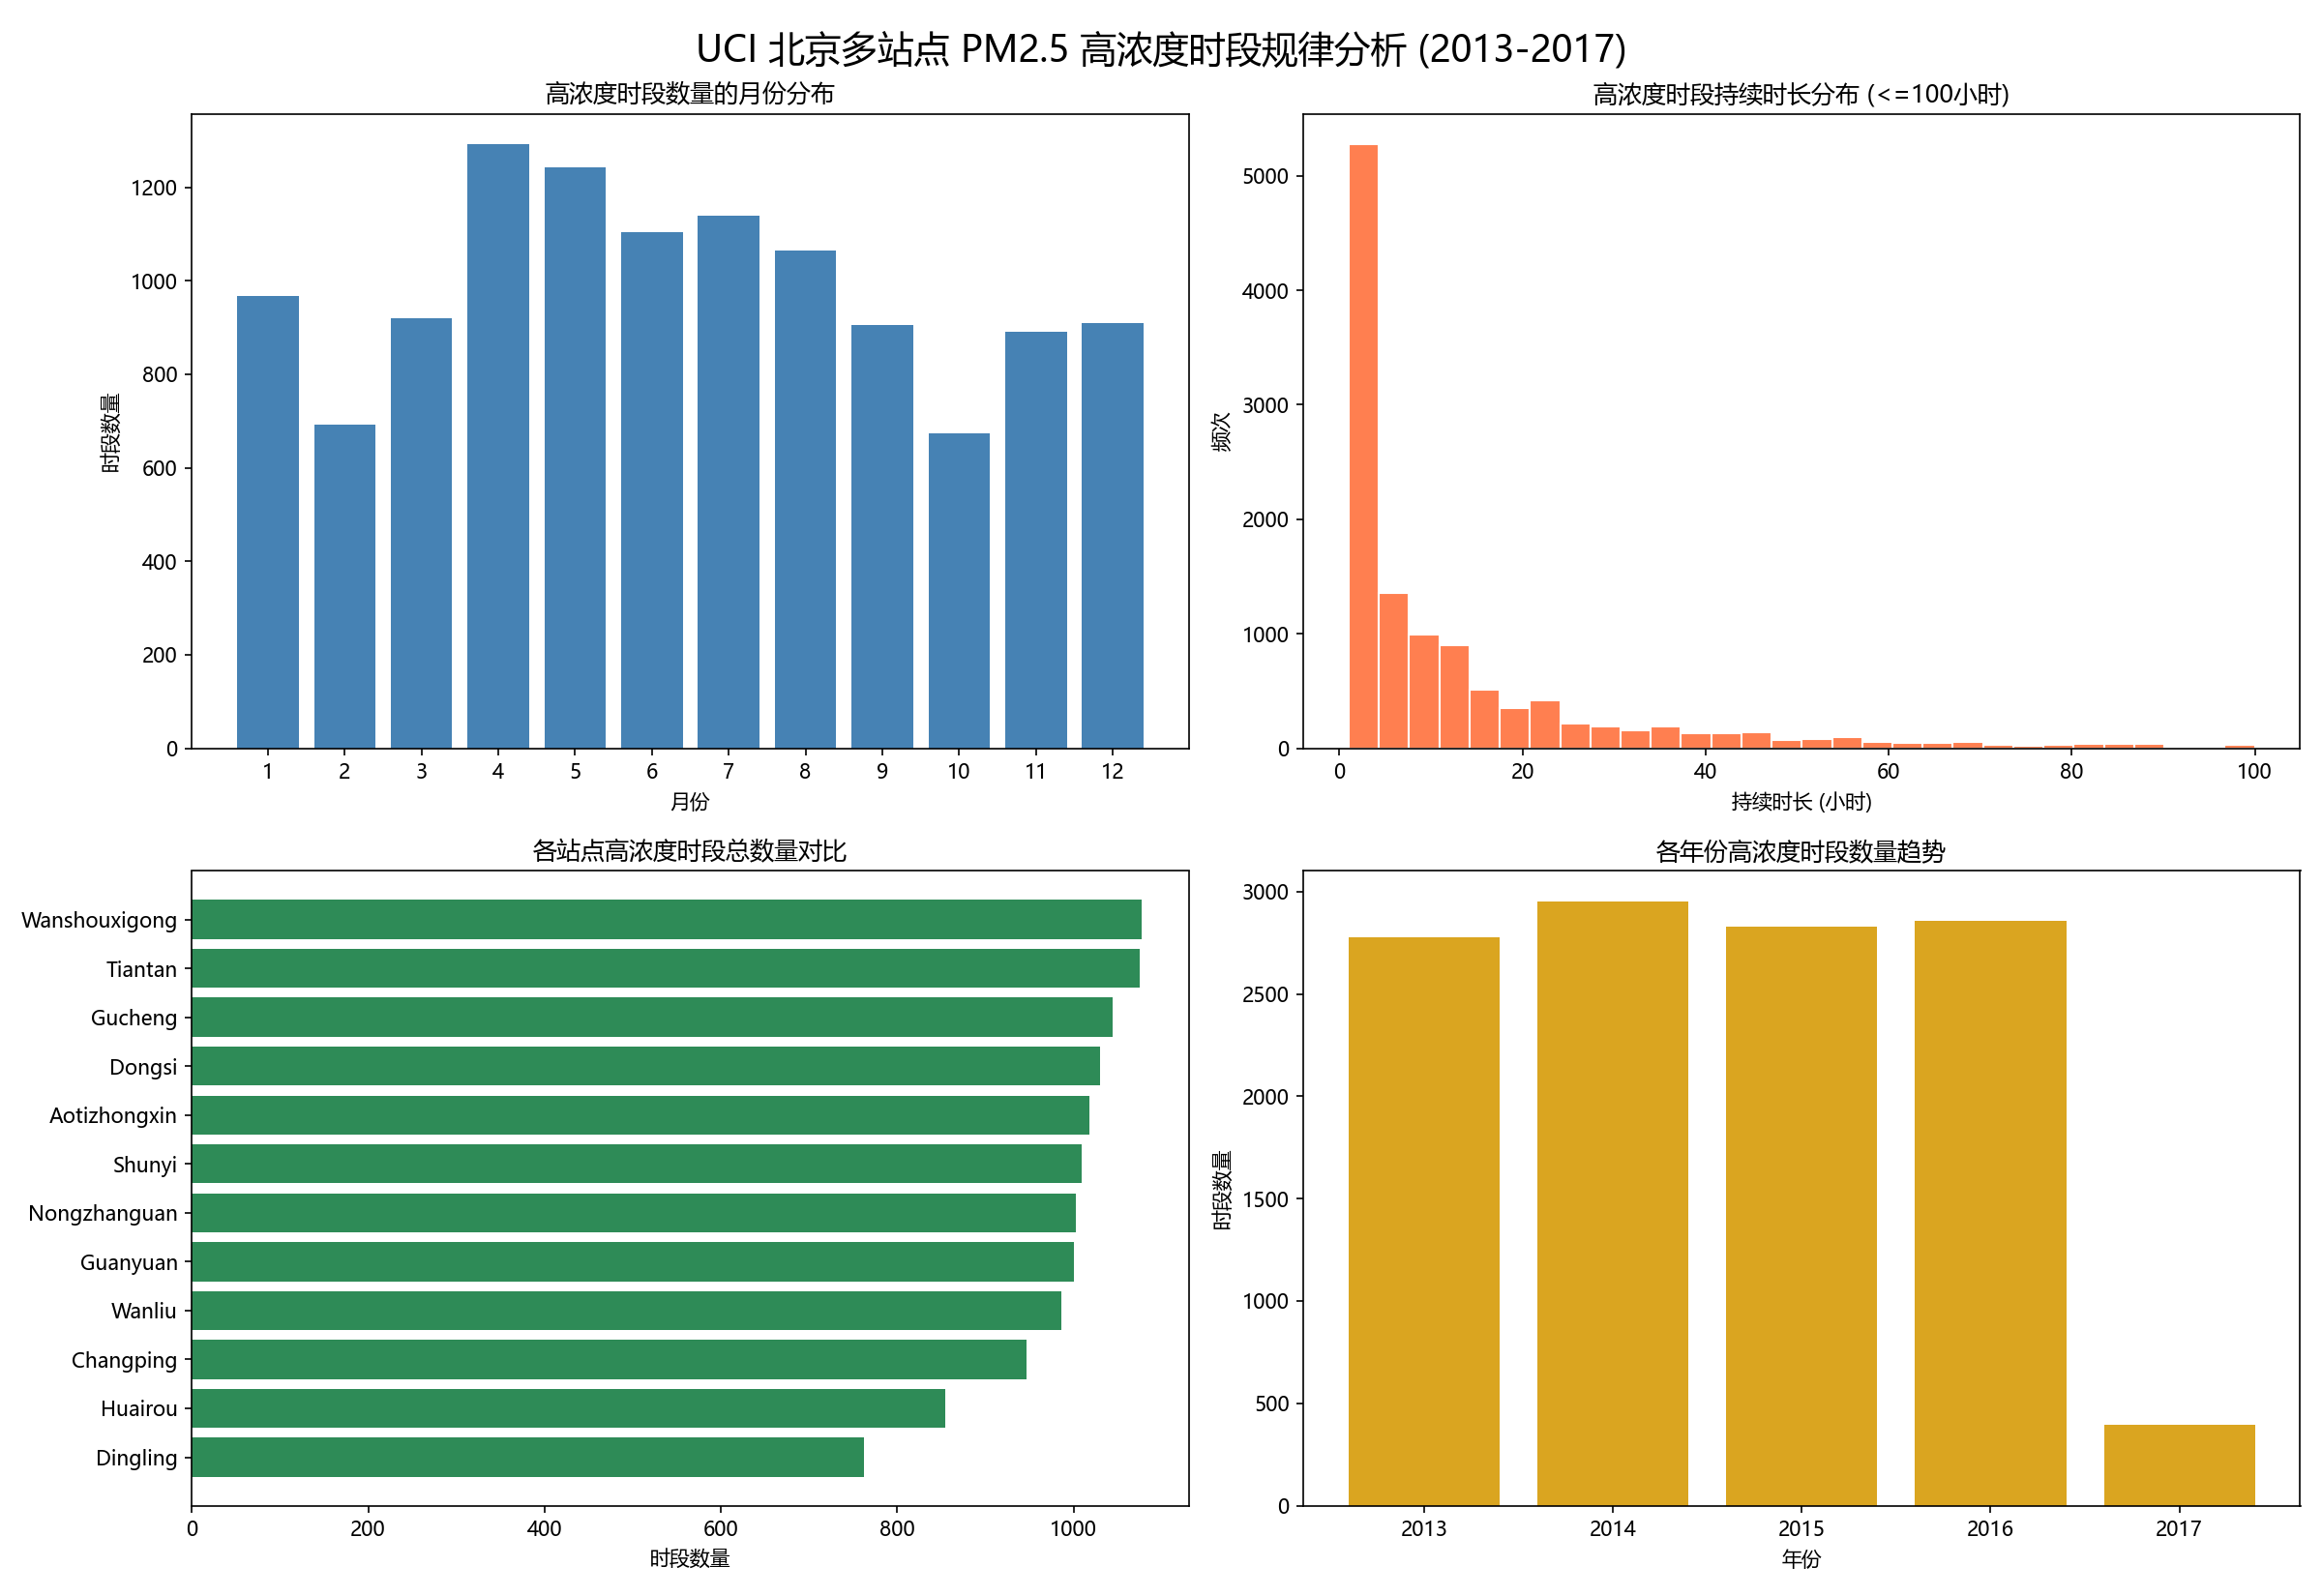 UCI 北京多站点 PM2.5 高浓度时段规律分析 (2013-2017)
高浓度时段数量的月份分布
时段数量
1200
1000
800
600
400
200
0
1 2 3 4 5 6 7 8 9 10 11 12
月份
高浓度时段持续时长分布 (<=100小时)
频次
5000
4000
3000
2000
1000
0
0 20 40 60 80 100
持续时长 (小时)
各站点高浓度时段总数量对比
Wanshouxigong
Tiantan
Gucheng
Dongsi
Aotizhongxin
Shunyi
Nongzhanguan
Guanyuan
Wanliu
Changping
Huairou
Dingling
0 200 400 600 800 1000
时段数量
各年份高浓度时段数量趋势
时段数量
3000
2500
2000
1500
1000
500
0
2013 2014 2015 2016 2017
年份